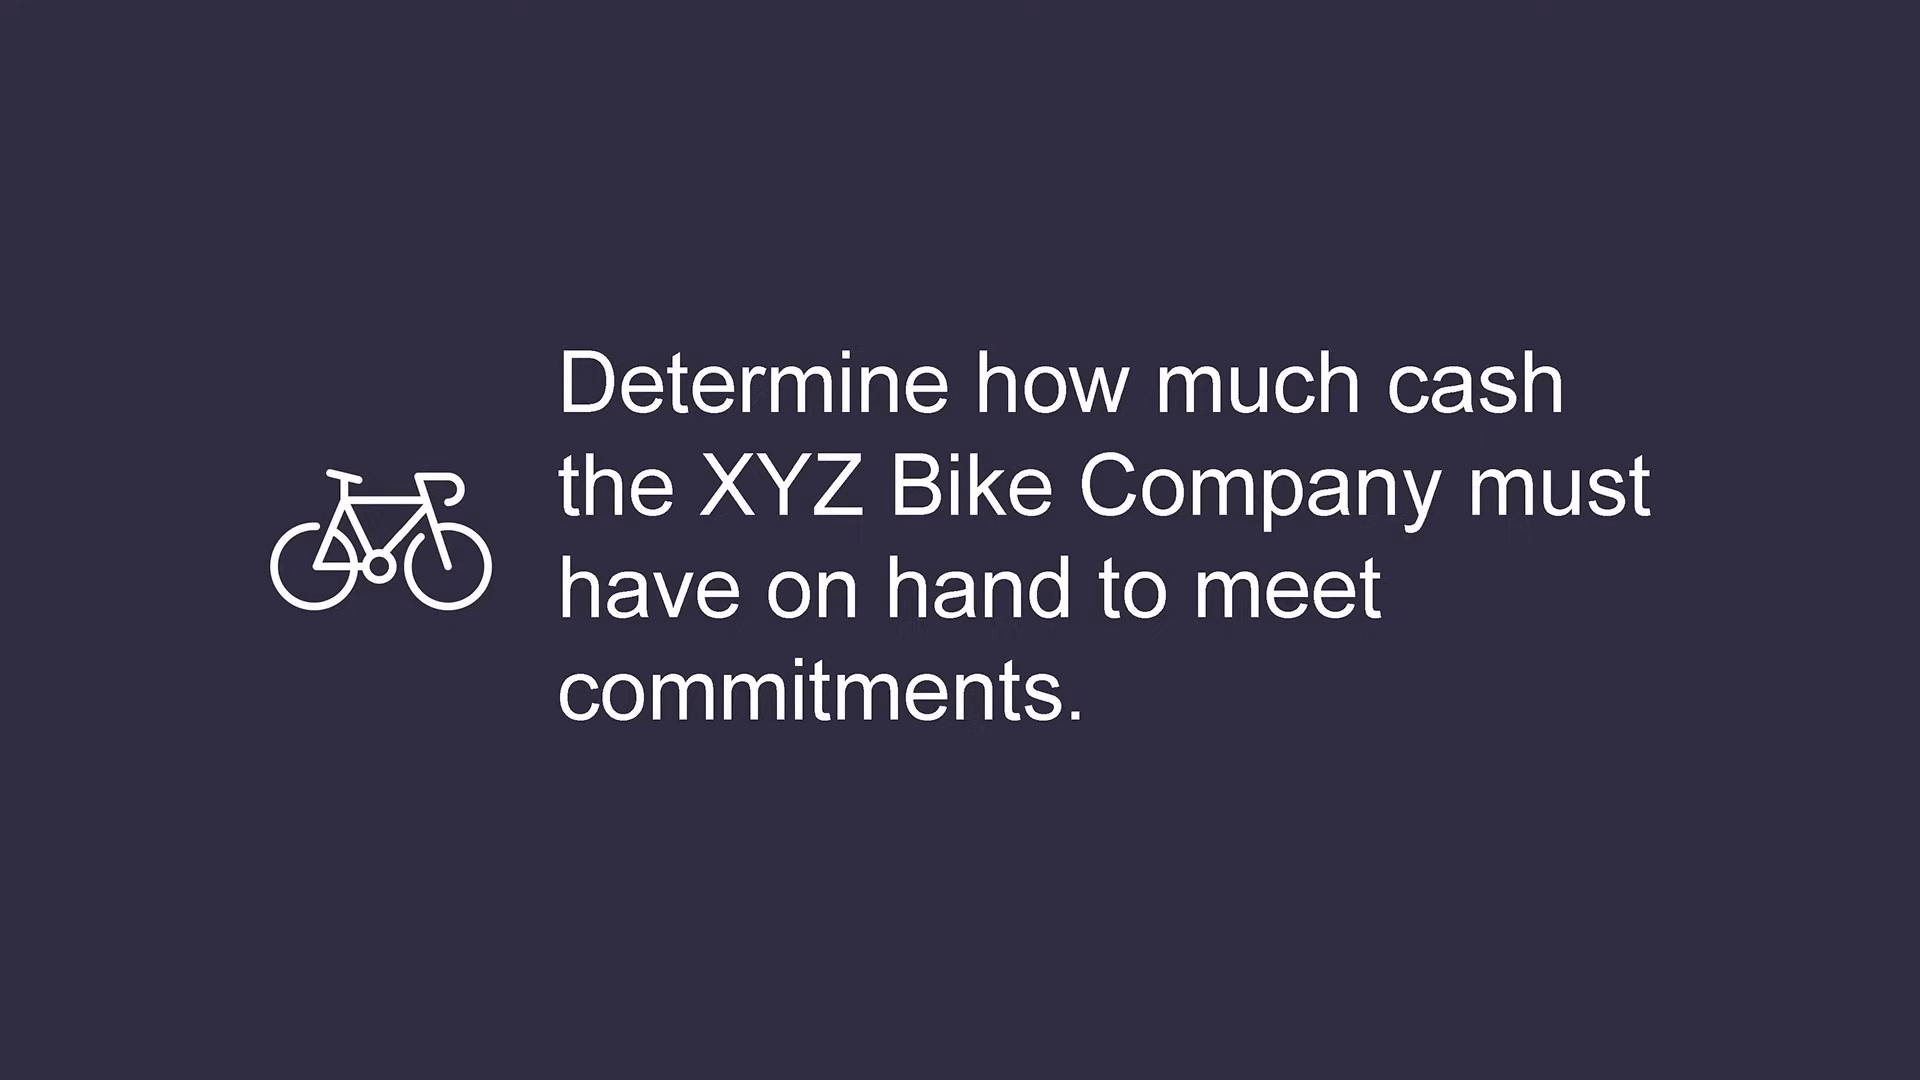 Determine how much cash
the XYZ Bike Company must
have on hand to meet
commitments.